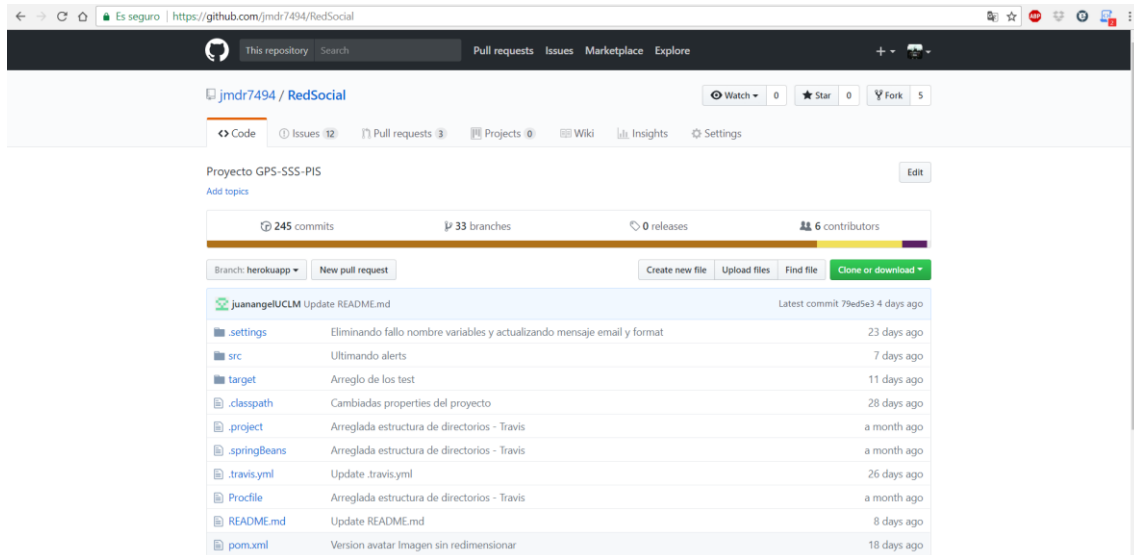 Es seguro | https://github.com/jmdr7494/RedSocial
ABP
2
This repository Search Pull requests Issues Marketplace Explore
jmdr7494 / RedSocial Watch 0 Star 0 Fork 5
Code Issues 12 Pull requests 3 Projects 0 Wiki Insights Settings
Proyecto GPS-SSS-PIS Edit
Add topics
245 commits 33 branches 0 releases 6 contributors
Branch: herokuapp New pull request Create new file Upload files Find file Clone or download
juanangelUCLM Update README.md Latest commit 79ed5e3 4 days ago
.settings Eliminando fallo nombre variables y actualizando mensaje email y format 23 days ago
src Ultimando alerts 7 days ago
target Arreglo de los test 11 days ago
.classpath Cambiadas properties del proyecto 28 days ago
.project Arreglada estructura de directorios - Travis a month ago
.springBeans Arreglada estructura de directorios - Travis a month ago
.travis.yml Update .travis.yml 26 days ago
Procfile Arreglada estructura de directorios - Travis a month ago
README.md Update README.md 8 days ago
pom.xml Version avatar Imagen sin redimensionar 18 days ago